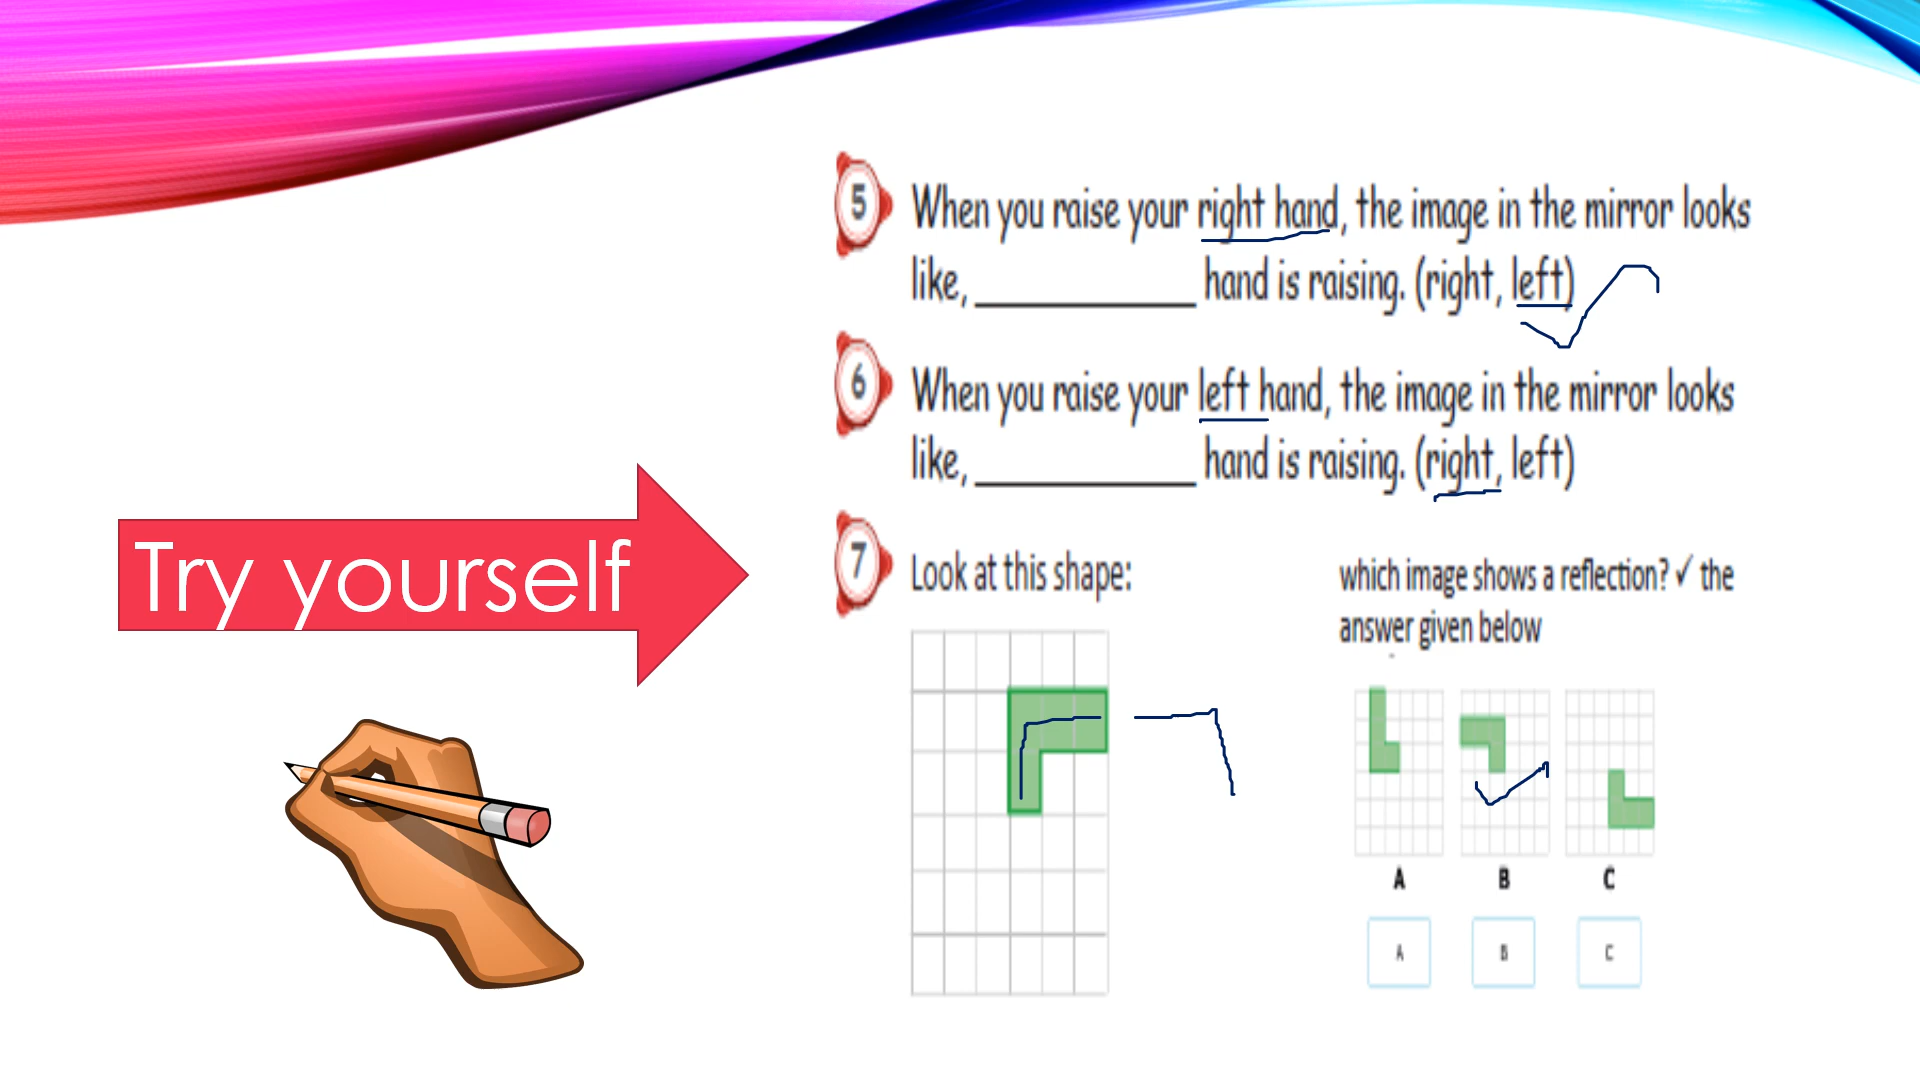 Try yourself
5 When you raise your right hand, the image in the mirror looks
like, ____________ hand is raising. (right, left)
6 When you raise your left hand, the image in the mirror looks
like, ____________ hand is raising. (right, left)
7 Look at this shape:
which image shows a reflection? ✓ the
answer given below
A B C
A B C